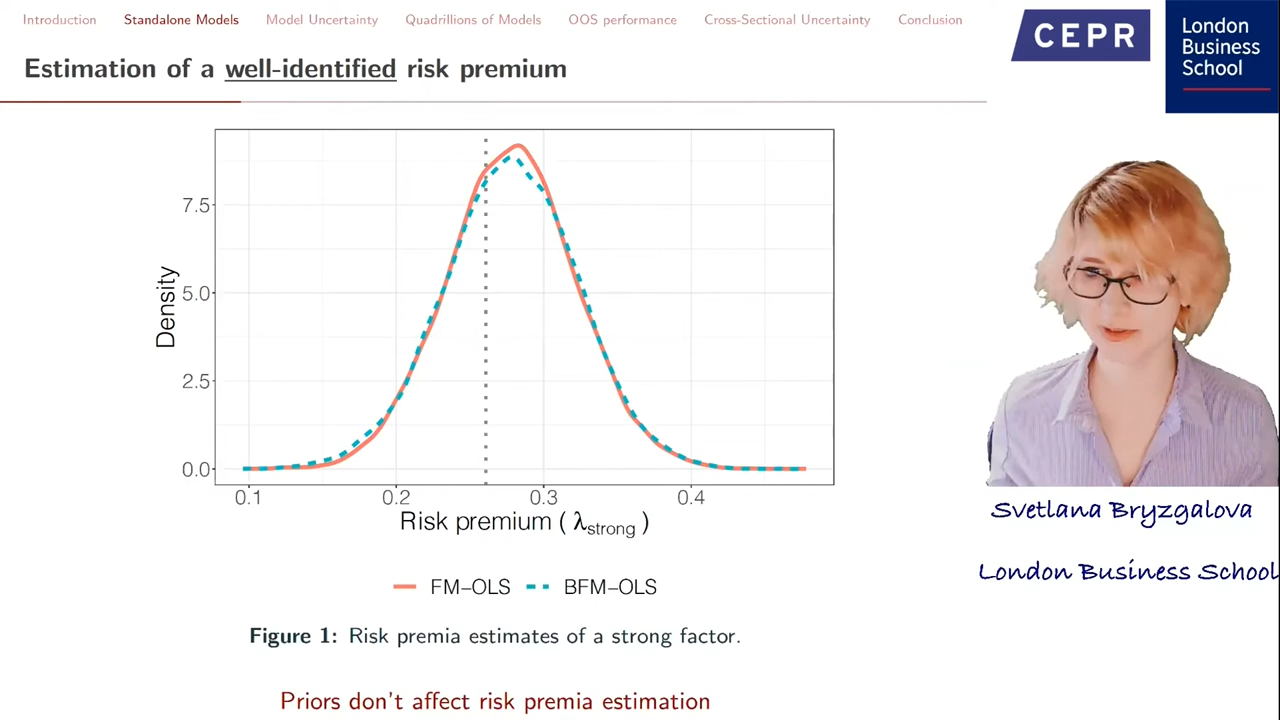 Introduction Standalone Models Model Uncertainty Quadrillions of Models OOS performance Cross-Sectional Uncertainty Conclusion
CEPR
London
Business
School
Estimation of a well-identified risk premium
Density
7.5
5.0
2.5
0.0
0.1 0.2 0.3 0.4
Risk premium ( λstrong )
FM–OLS BFM–OLS
Figure 1: Risk premia estimates of a strong factor.
Priors don't affect risk premia estimation
Svetlana Bryzgalova
London Business School